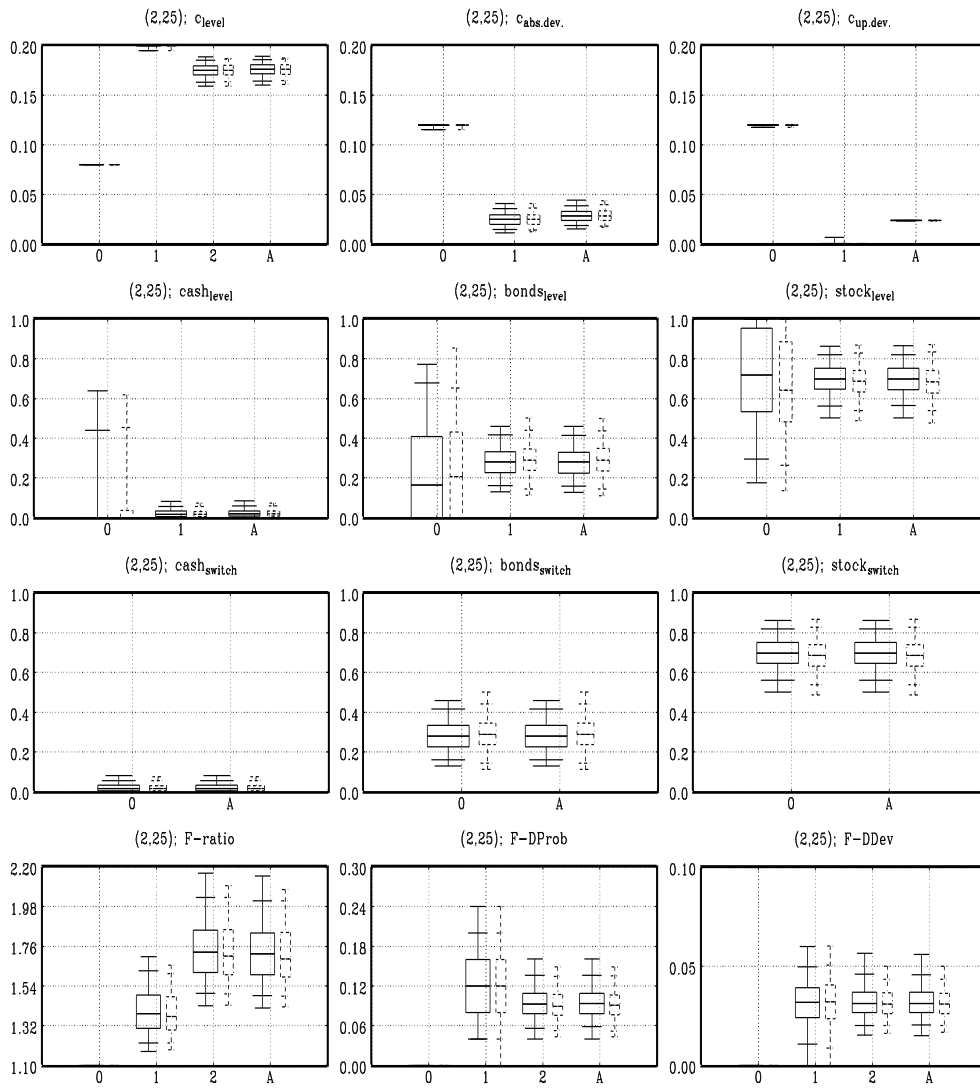 (2,25); c_level (2,25); c_abs.dev. (2,25); c_up.dev.
0.20 0.20 0.20
0.15 0.15 0.15
0.10 0.10 0.10
0.05 0.05 0.05
0.00 0.00 0.00
0 1 2 A 0 1 A 0 1 A
(2,25); cash_level (2,25); bonds_level (2,25); stock_level
1.0 1.0 1.0
0.8 0.8 0.8
0.6 0.6 0.6
0.4 0.4 0.4
0.2 0.2 0.2
0.0 0.0 0.0
0 1 A 0 1 A 0 1 A
(2,25); cash_switch (2,25); bonds_switch (2,25); stock_switch
1.0 1.0 1.0
0.8 0.8 0.8
0.6 0.6 0.6
0.4 0.4 0.4
0.2 0.2 0.2
0.0 0.0 0.0
0 A 0 A 0 A
(2,25); F-ratio (2,25); F-DProb (2,25); F-DDev
2.20 0.30 0.10
1.98 0.24
1.76 0.18
1.54 0.12 0.05
1.32 0.06
1.10 0.00 0.00
0 1 2 A 0 1 2 A 0 1 2 A